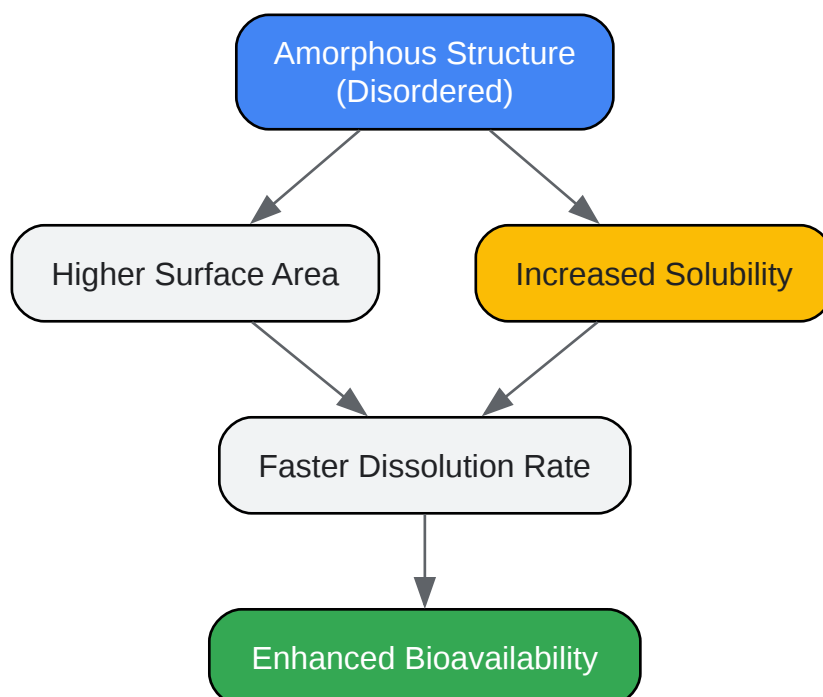 Amorphous Structure
(Disordered)
Higher Surface Area
Increased Solubility
Faster Dissolution Rate
Enhanced Bioavailability